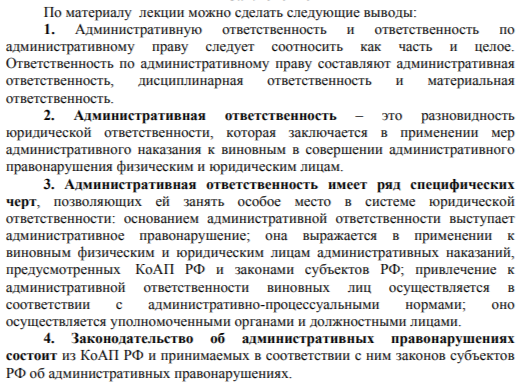 По материалу лекции можно сделать следующие выводы:
1. Административную ответственность и ответственность по
административному праву следует соотносить как часть и целое.
Ответственность по административному праву составляют административная
ответственность, дисциплинарная ответственность и материальная
ответственность.
2. Административная ответственность – это разновидность
юридической ответственности, которая заключается в применении мер
административного наказания к виновным в совершении административного
правонарушения физическим и юридическим лицам.
3. Административная ответственность имеет ряд специфических
черт, позволяющих ей занять особое место в системе юридической
ответственности: основанием административной ответственности выступает
административное правонарушение; она выражается в применении к
виновным физическим и юридическим лицам административных наказаний,
предусмотренных КоАП РФ и законами субъектов РФ; привлечение к
административной ответственности виновных лиц осуществляется в
соответствии с административно-процессуальными нормами; оно
осуществляется уполномоченными органами и должностными лицами.
4. Законодательство об административных правонарушениях
состоит из КоАП РФ и принимаемых в соответствии с ним законов субъектов
РФ об административных правонарушениях.